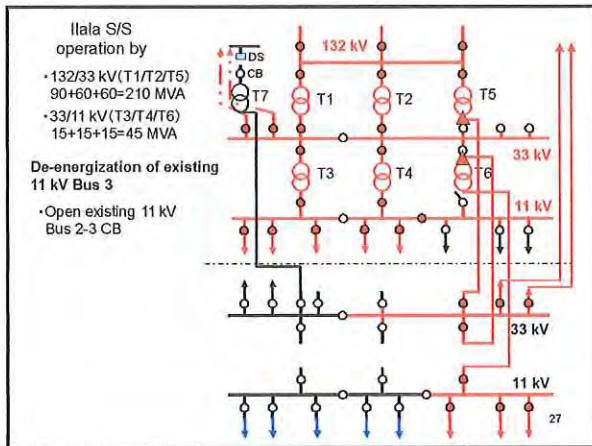 Ilala S/S
operation by
•132/33 kV(T1/T2/T5)
90+60+60=210 MVA
•33/11 kV(T3/T4/T6)
15+15+15=45 MVA
De-energization of existing
11 kV Bus 3
•Open existing 11 kV
Bus 2-3 CB
DS
CB
T7
132 kV
T1
T2
T5
33 kV
T3
T4
T6
11 kV
33 kV
11 kV
27